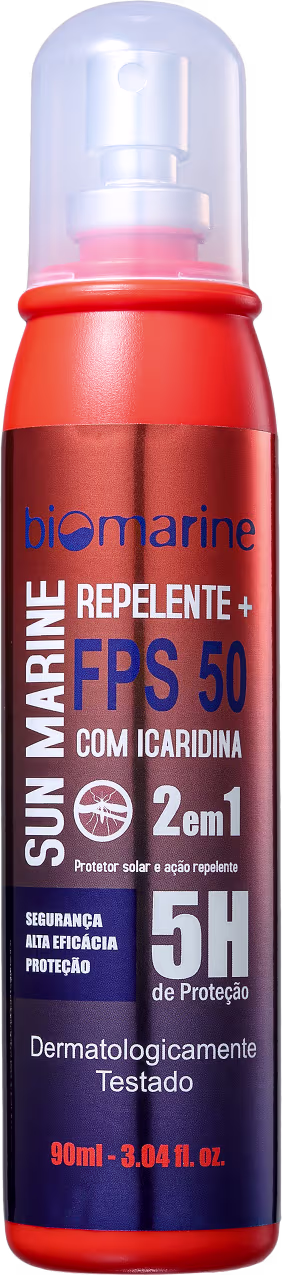 biomarine
SUN MARINE
REPELENTE +
FPS 50
COM ICARIDINA
2em1
Protetor solar e ação repelente
SEGURANÇA
ALTA EFICÁCIA
PROTEÇÃO
5H
de Proteção
Dermatologicamente
Testado
90ml - 3.04 fl. oz.